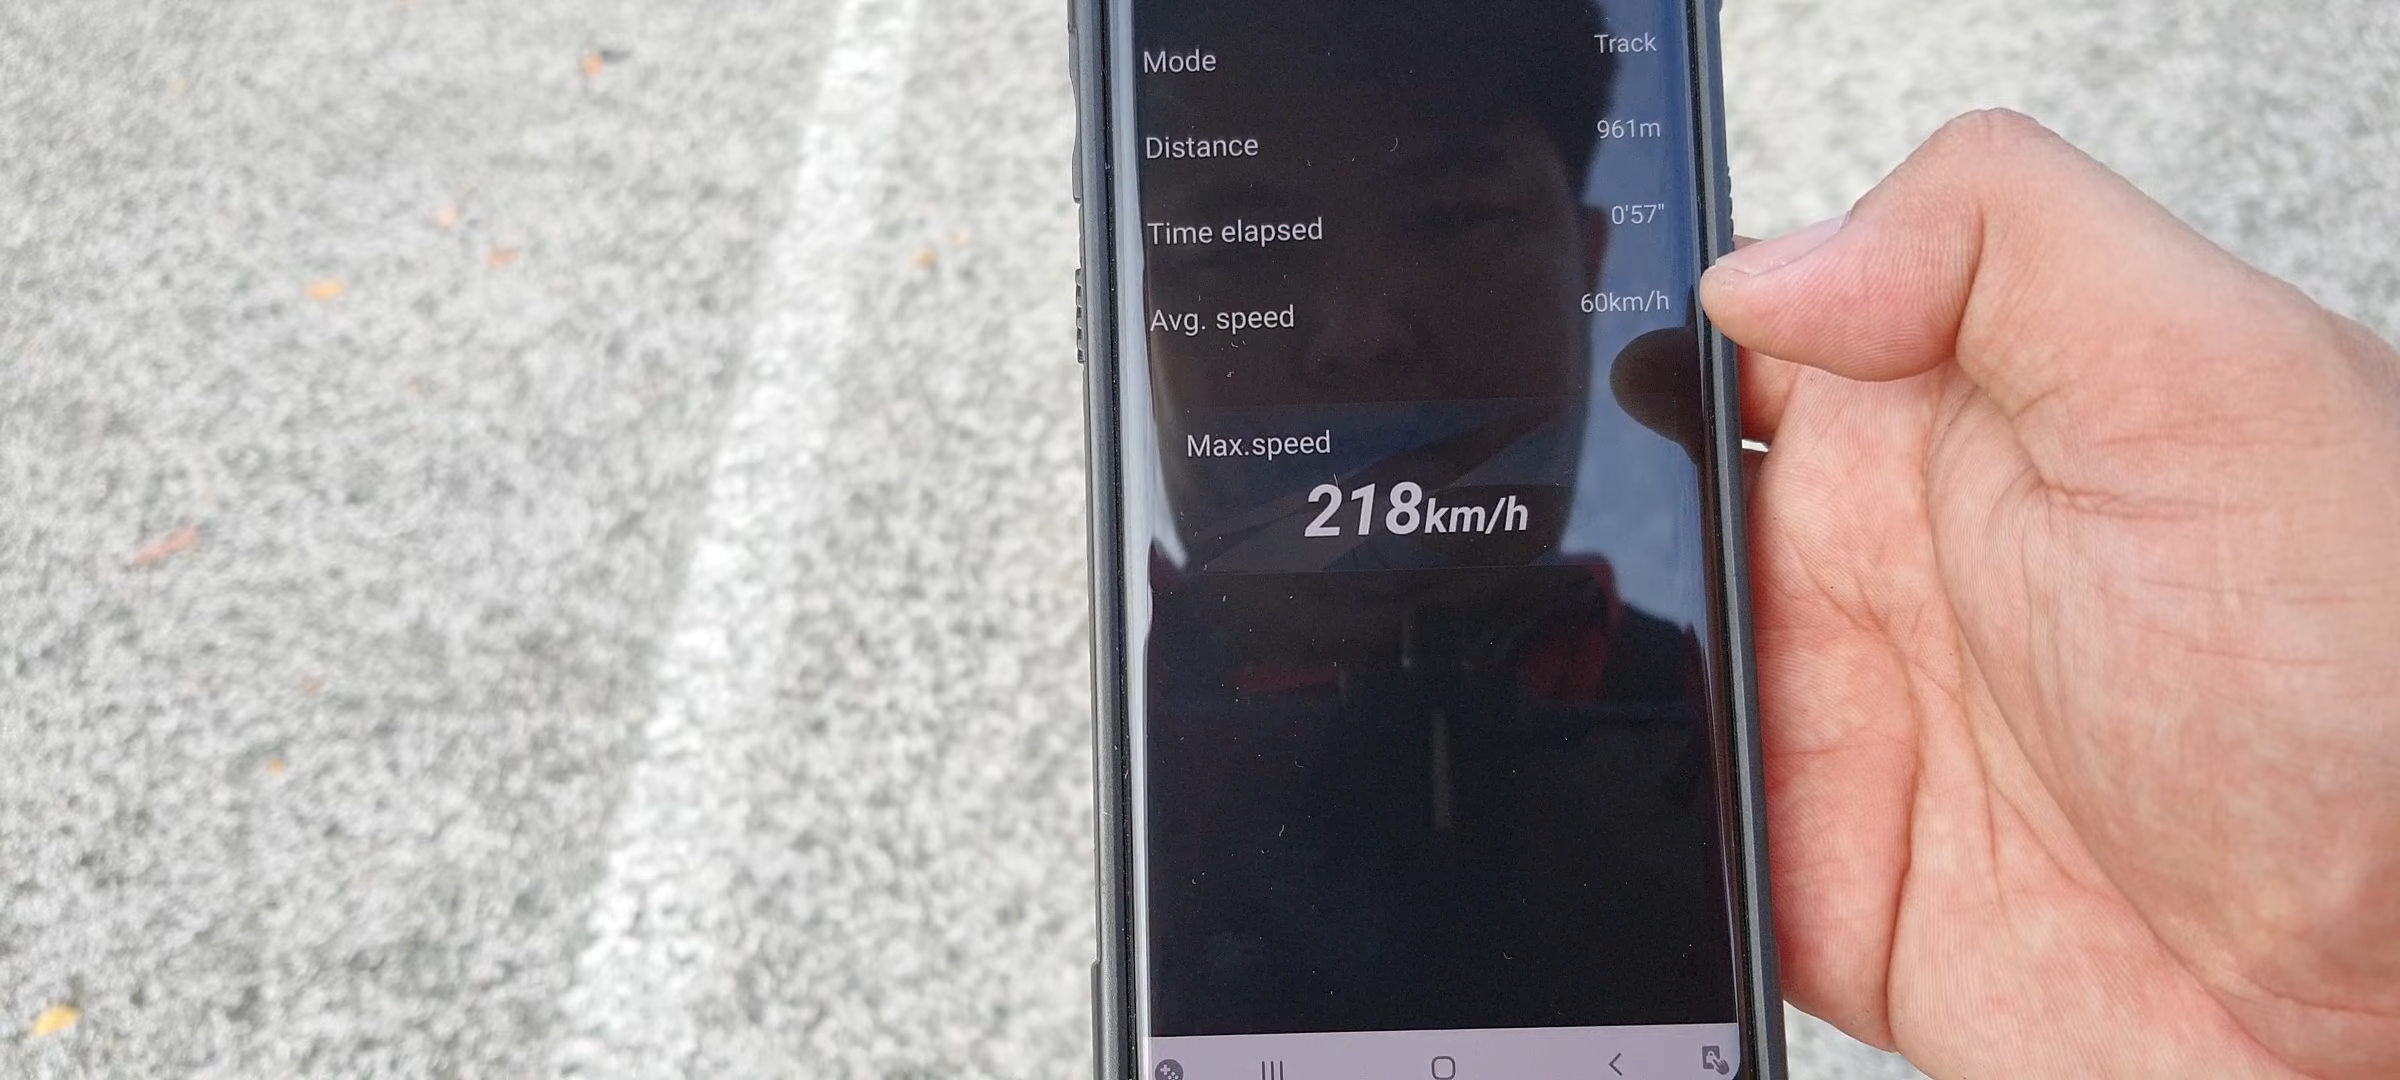 Mode Track
Distance 961m
Time elapsed 0'57"
Avg. speed 60km/h
Max.speed
218km/h